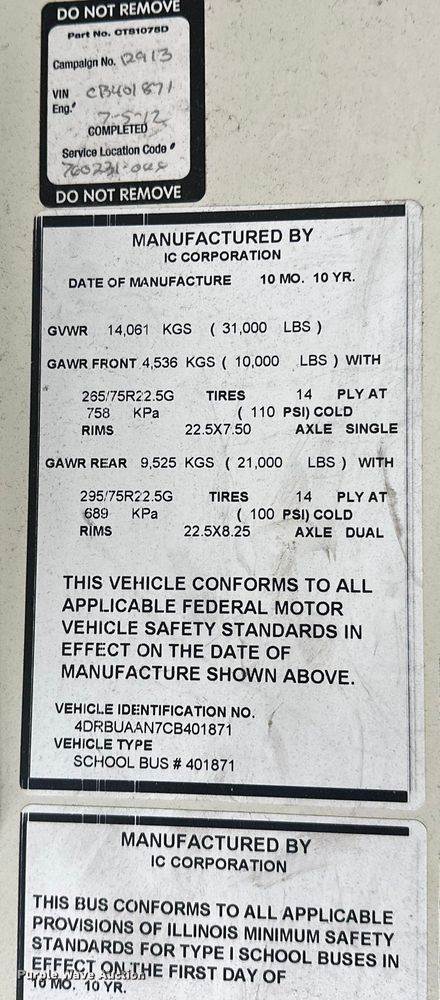 DO NOT REMOVE
Part No. CTS1075D
Campaign No. 12913
VIN CB401871
Eng.#
7-5-12
COMPLETED
Service Location Code #
DO NOT REMOVE
MANUFACTURED BY
IC CORPORATION
DATE OF MANUFACTURE 10 MO. 10 YR.
GVWR 14,061 KGS ( 31,000 LBS )
GAWR FRONT 4,536 KGS ( 10,000 LBS ) WITH
265/75R22.5G TIRES 14 PLY AT
758 KPa ( 110 PSI) COLD
RIMS 22.5X7.50 AXLE SINGLE
GAWR REAR 9,525 KGS ( 21,000 LBS ) WITH
295/75R22.5G TIRES 14 PLY AT
689 KPa ( 100 PSI) COLD
RIMS 22.5X8.25 AXLE DUAL
THIS VEHICLE CONFORMS TO ALL
APPLICABLE FEDERAL MOTOR
VEHICLE SAFETY STANDARDS IN
EFFECT ON THE DATE OF
MANUFACTURE SHOWN ABOVE.
VEHICLE IDENTIFICATION NO.
4DRBUAAN7CB401871
VEHICLE TYPE
SCHOOL BUS # 401871
MANUFACTURED BY
IC CORPORATION
THIS BUS CONFORMS TO ALL APPLICABLE
PROVISIONS OF ILLINOIS MINIMUM SAFETY
STANDARDS FOR TYPE I SCHOOL BUSES IN
EFFECT ON THE FIRST DAY OF
Purple Wave Auction
10 MO. 10 YR.